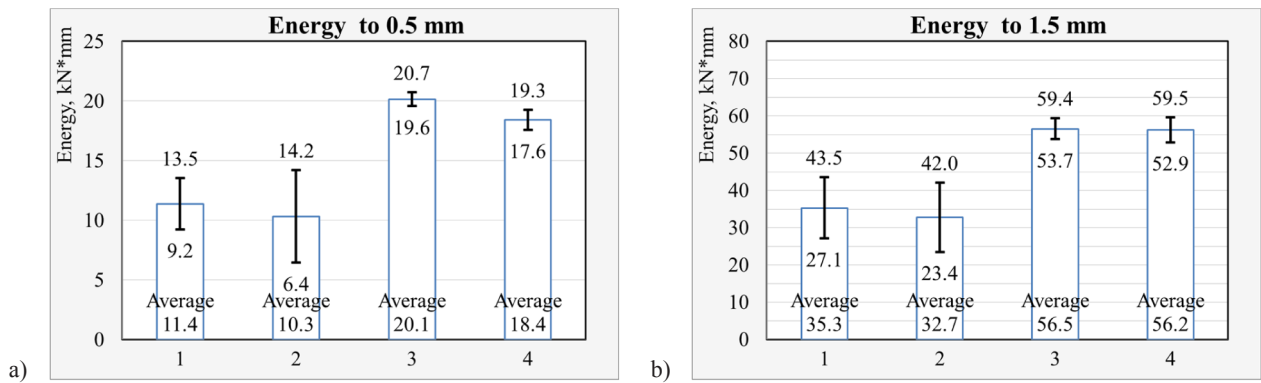 Energy to 0.5 mm
Energy, kN*mm
25
20
15
10
5
0
13.5
9.2
Average
11.4
14.2
6.4
Average
10.3
20.7
19.6
Average
20.1
19.3
17.6
Average
18.4
1 2 3 4
a)
Energy to 1.5 mm
Energy, kN*mm
80
70
60
50
40
30
20
10
0
43.5
27.1
Average
35.3
42.0
23.4
Average
32.7
59.4
53.7
Average
56.5
59.5
52.9
Average
56.2
1 2 3 4
b)